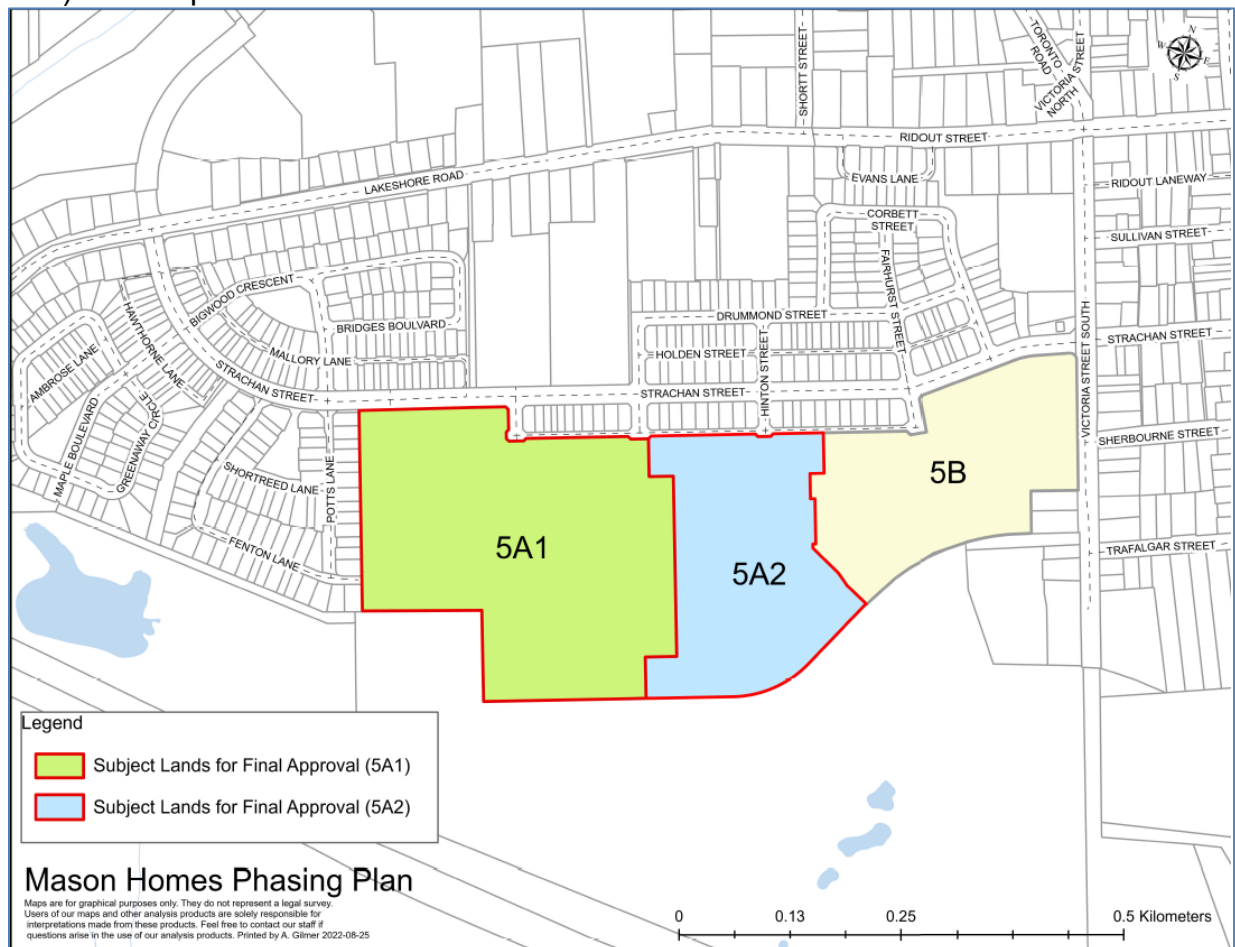 N
W
E
S
TORONTO
ROAD
VICTORIA STREET
NORTH
SHORTT STREET
RIDOUT STREET
LAKESHORE ROAD
EVANS LANE
RIDOUT LANEWAY
CORBETT
STREET
SULLIVAN STREET
FAIRHURST STREET
BIGWOOD CRESCENT
HAWTHORNE LANE
BRIDGES BOULVARD
DRUMMOND STREET
MALLORY LANE
HOLDEN STREET
HINTON STREET
VICTORIA STREET SOUTH
STRACHAN STREET
AMBROSE LANE
STRACHAN STREET
STRACHAN STREET
MAPLE BOULEVARD
GREENAWAY CIRCLE
SHERBOURNE STREET
SHORTREED LANE
POTTS LANE
5B
FENTON LANE
5A1
5A2
TRAFALGAR STREET
Legend
Subject Lands for Final Approval (5A1)
Subject Lands for Final Approval (5A2)
Mason Homes Phasing Plan
Maps are for graphical purposes only. They do not represent a legal survey.
Users of our maps and other analysis products are solely responsible for
interpretations made from these products. Feel free to contact our staff if
questions arise in the use of our analysis products. Printed by A. Gilmer 2022-08-25
0 0.13 0.25 0.5 Kilometers